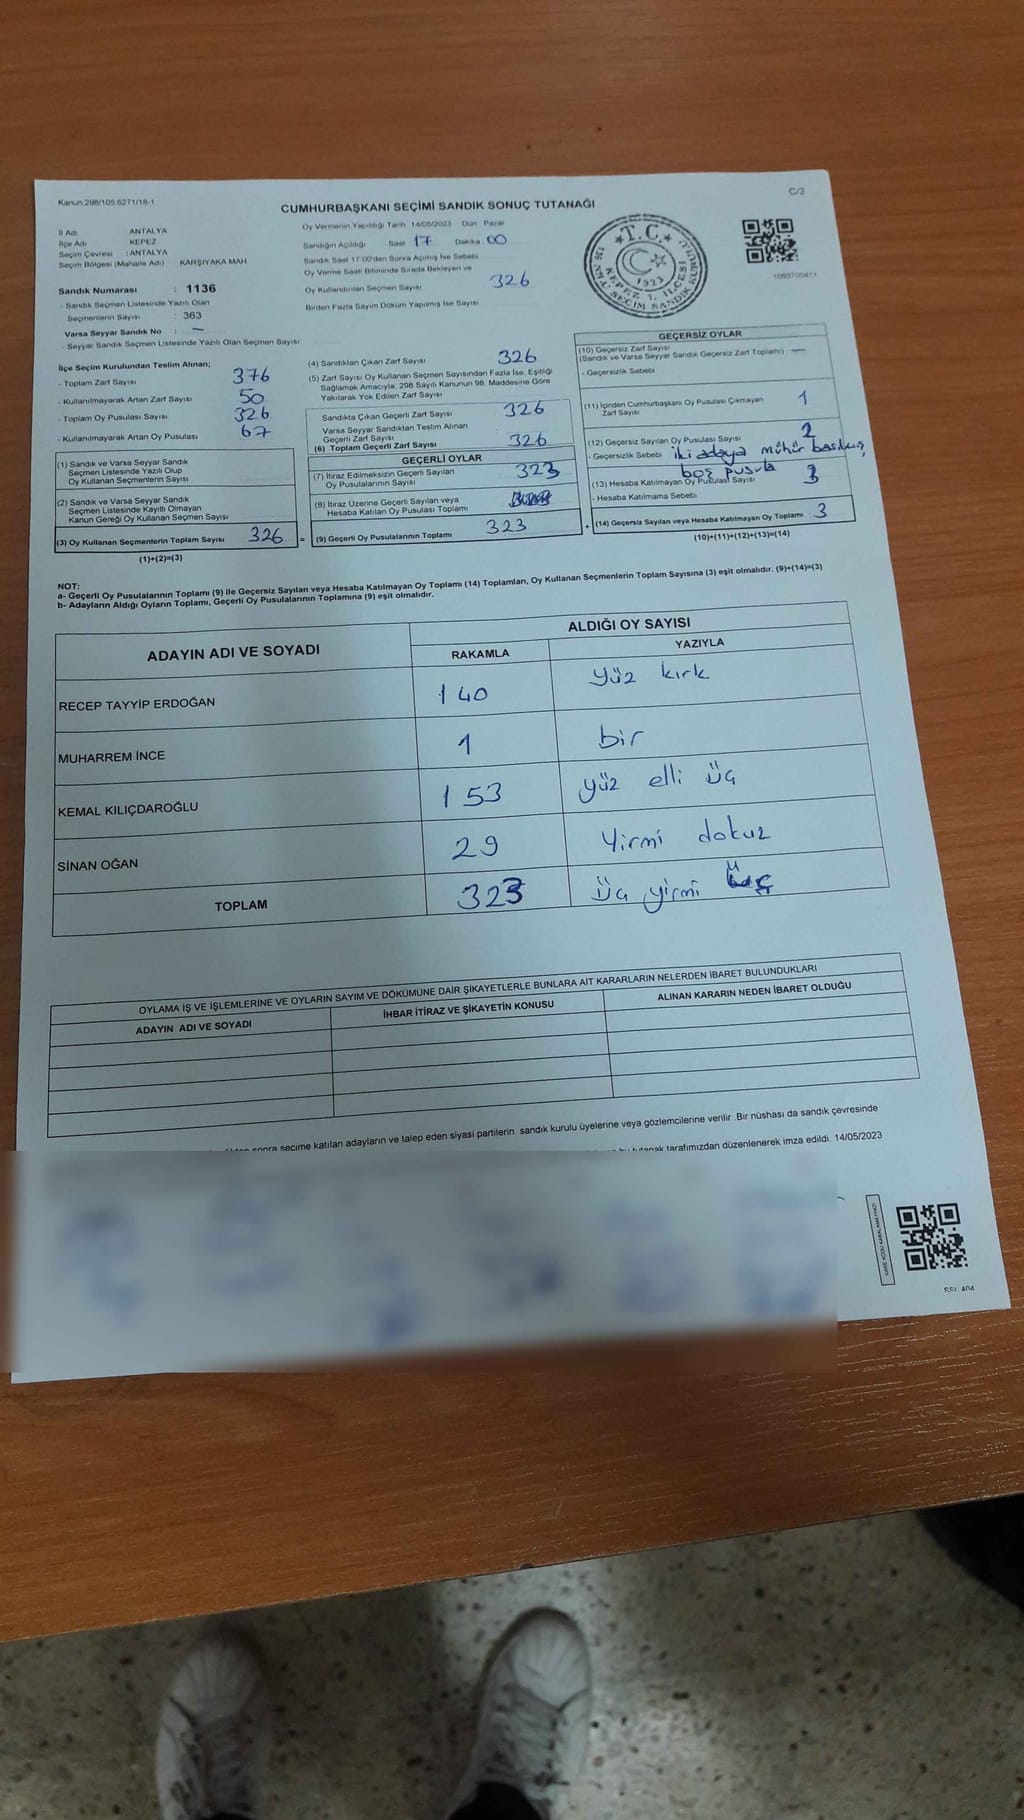 Kanun,298/105;6271/18-1
C/2
CUMHURBAŞKANI SEÇİMİ SANDIK SONUÇ TUTANAĞI
İl Adı ANTALYA
İlçe Adı KEPEZ
Seçim Çevresi : ANTALYA
Seçim Bölgesi (Mahalle Adı) KARŞIYAKA MAH
Sandık Numarası : 1136
- Sandık Seçmen Listesinde Yazılı Olan
Seçmenlerin Sayısı : 363
Varsa Seyyar Sandık No : —
- Seyyar Sandık Seçmen Listesinde Yazılı Olan Seçmen Sayısı
Oy Vermenin Yapıldığı Tarih 14/05/2023 Gün Pazar
Sandığın Açıldığı Saat 17 Dakika 00
Sandık Saat 17:00'den Sonra Açımış İse Sebebi
Oy Verme Saati Bitiminde Sırada Bekleyen ve
Oy Kullandırılan Seçmen Sayısı 326
Birden Fazla Sayım Döküm Yapılmış İse Sayısı
T.C.
1923
KEPEZ 1. İLÇESİ
İlçe Seçim Kurulundan Teslim Alınan;
- Toplam Zarf Sayısı 376
- Kullanılmayarak Artan Zarf Sayısı 50
- Toplam Oy Pusulası Sayısı 326
- Kullanılmayarak Artan Oy Pusulası 67
(1) Sandık ve Varsa Seyyar Sandık
Seçmen Listesinde Yazılı Olup
Oy Kullanan Seçmenlerin Sayısı
(2) Sandık ve Varsa Seyyar Sandık
Seçmen Listesinde Kayıtlı Olmayan
Kanun Gereği Oy Kullanan Seçmen Sayısı
(3) Oy Kullanan Seçmenlerin Toplam Sayısı 326 =
(1)+(2)=(3)
(4) Sandıktan Çıkan Zarf Sayısı 326
(5) Zarf Sayısı Oy Kullanan Seçmen Sayısından Fazla İse, Eşitliği
Sağlamak Amacıyla, 298 Sayılı Kanunun 98. Maddesine Göre
Yakılarak Yok Edilen Zarf Sayısı
Sandıkta Çıkan Geçerli Zarf Sayısı 326
Varsa Seyyar Sandıktan Teslim Alınan
Geçerli Zarf Sayısı
(6) Toplam Geçerli Zarf Sayısı 326
GEÇERLİ OYLAR
(7) İtiraz Edilmeksizin Geçerli Sayılan
Oy Pusulalarının Sayısı 323
(8) İtiraz Üzerine Geçerli Sayılan veya
Hesaba Katılan Oy Pusulası Toplamı
(9) Geçerli Oy Pusulalarının Toplamı 323 +
GEÇERSİZ OYLAR
(10) Geçersiz Zarf Sayısı
(Sandık ve Varsa Seyyar Sandık Geçersiz Zarf Toplamı) —
- Geçersizlik Sebebi
(11) İçinden Cumhurbaşkanı Oy Pusulası Çıkmayan
Zarf Sayısı 1
(12) Geçersiz Sayılan Oy Pusulası Sayısı 2
- Geçersizlik Sebebi iki adaya mühür basılmış,
boş pusula
(13) Hesaba Katılmayan Oy Pusulası Sayısı 3
- Hesaba Katılmama Sebebi
(14) Geçersiz Sayılan veya Hesaba Katılmayan Oy Toplamı 3
(10)+(11)+(12)+(13)=(14)
NOT:
a- Geçerli Oy Pusulalarının Toplamı (9) ile Geçersiz Sayılan veya Hesaba Katılmayan Oy Toplamı (14) Toplamları, Oy Kullanan Seçmenlerin Toplam Sayısına (3) eşit olmalıdır. (9)+(14)=(3)
b- Adayların Aldığı Oyların Toplamı, Geçerli Oy Pusulalarının Toplamına (9) eşit olmalıdır.
ADAYIN ADI VE SOYADI ALDIĞI OY SAYISI
RAKAMLA YAZIYLA
RECEP TAYYİP ERDOĞAN 140 yüz kırk
MUHARREM İNCE 1 bir
KEMAL KILIÇDAROĞLU 153 yüz elli üç
SİNAN OĞAN 29 Yirmi dokuz
TOPLAM 323 üç yirmi üç
OYLAMA İŞ VE İŞLEMLERİNE VE OYLARIN SAYIM VE DÖKÜMÜNE DAİR ŞİKAYETLERLE BUNLARA AİT KARARLARIN NELERDEN İBARET BULUNDUKLARI
ADAYIN ADI VE SOYADI İHBAR İTİRAZ VE ŞİKAYETİN KONUSU ALINAN KARARIN NEDEN İBARET OLDUĞU
sonra seçime katılan adayların ve talep eden siyasi partilerin sandık kurulu üyelerine veya gözlemcilerine verilir. Bir nüshası da sandık çevresinde
tutanak tarafımızdan düzenlenerek imza edildi. 14/05/2023